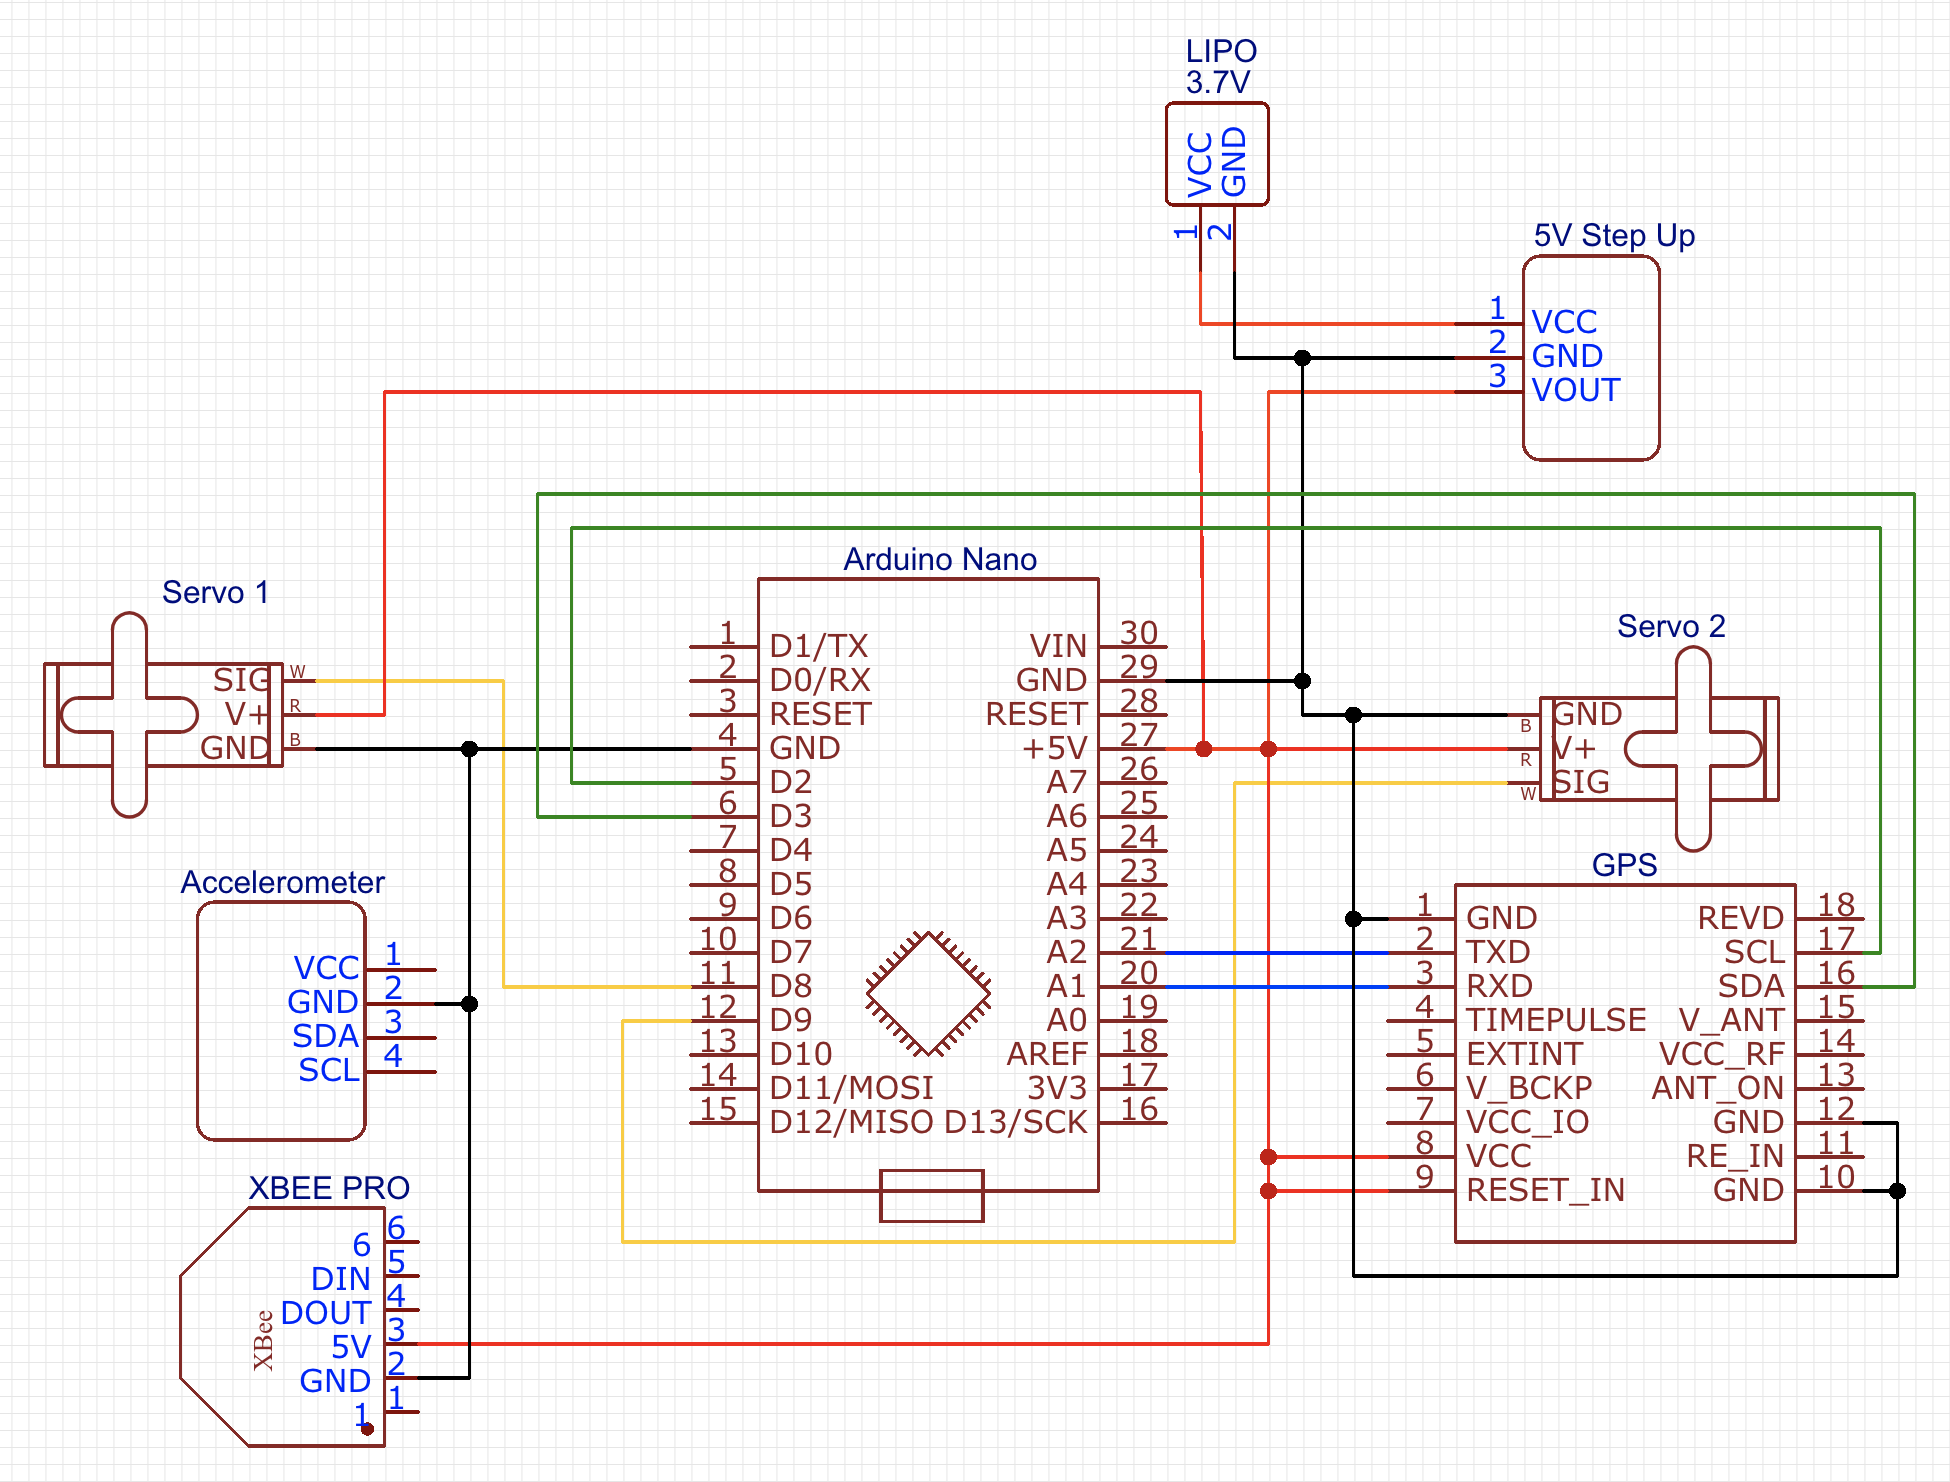 LIPO
3.7V
VCC
GND
1
2
5V Step Up
1 VCC
2 GND
3 VOUT
Servo 1
SIG W
V+ R
GND B
Arduino Nano
1 D1/TX VIN 30
2 D0/RX GND 29
3 RESET RESET 28
4 GND +5V 27
5 D2 A7 26
6 D3 A6 25
7 D4 A5 24
8 D5 A4 23
9 D6 A3 22
10 D7 A2 21
11 D8 A1 20
12 D9 A0 19
13 D10 AREF 18
14 D11/MOSI 3V3 17
15 D12/MISO D13/SCK 16
Servo 2
B GND
R V+
W SIG
GPS
1 GND REVD 18
2 TXD SCL 17
3 RXD SDA 16
4 TIMEPULSE V_ANT 15
5 EXTINT VCC_RF 14
6 V_BCKP ANT_ON 13
7 VCC_IO GND 12
8 VCC RE_IN 11
9 RESET_IN GND 10
Accelerometer
VCC 1
GND 2
SDA 3
SCL 4
XBEE PRO
XBee
6 6
DIN 5
DOUT 4
5V 3
GND 2
1 1